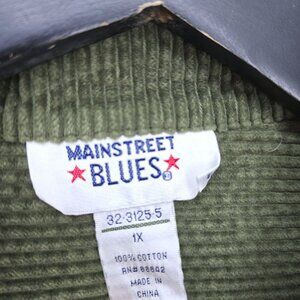 MAINSTREET
BLUES®
32-3125-5
1X
100% COTTON
RN# 88602
MADE IN
CHINA